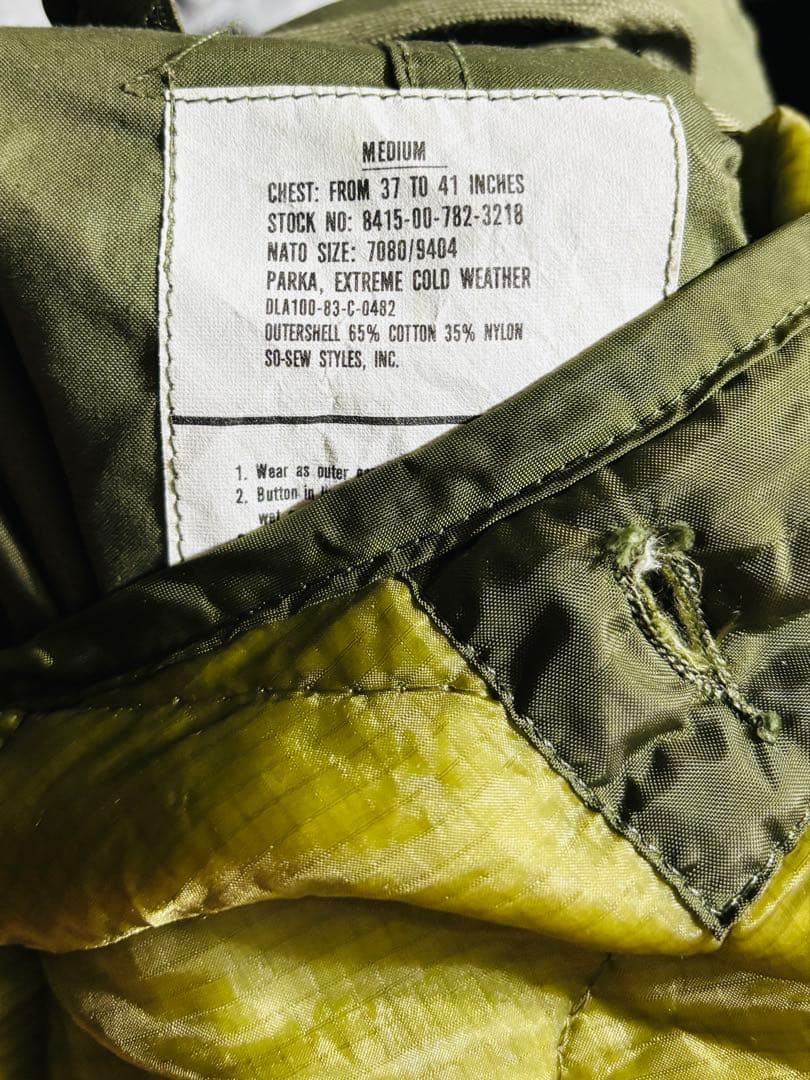 MEDIUM
CHEST: FROM 37 TO 41 INCHES
STOCK NO: 8415-00-782-3218
NATO SIZE: 7080/9404
PARKA, EXTREME COLD WEATHER
DLA100-83-C-0482
OUTERSHELL 65% COTTON 35% NYLON
SO-SEW STYLES, INC.
1. Wear as outer
2. Button in